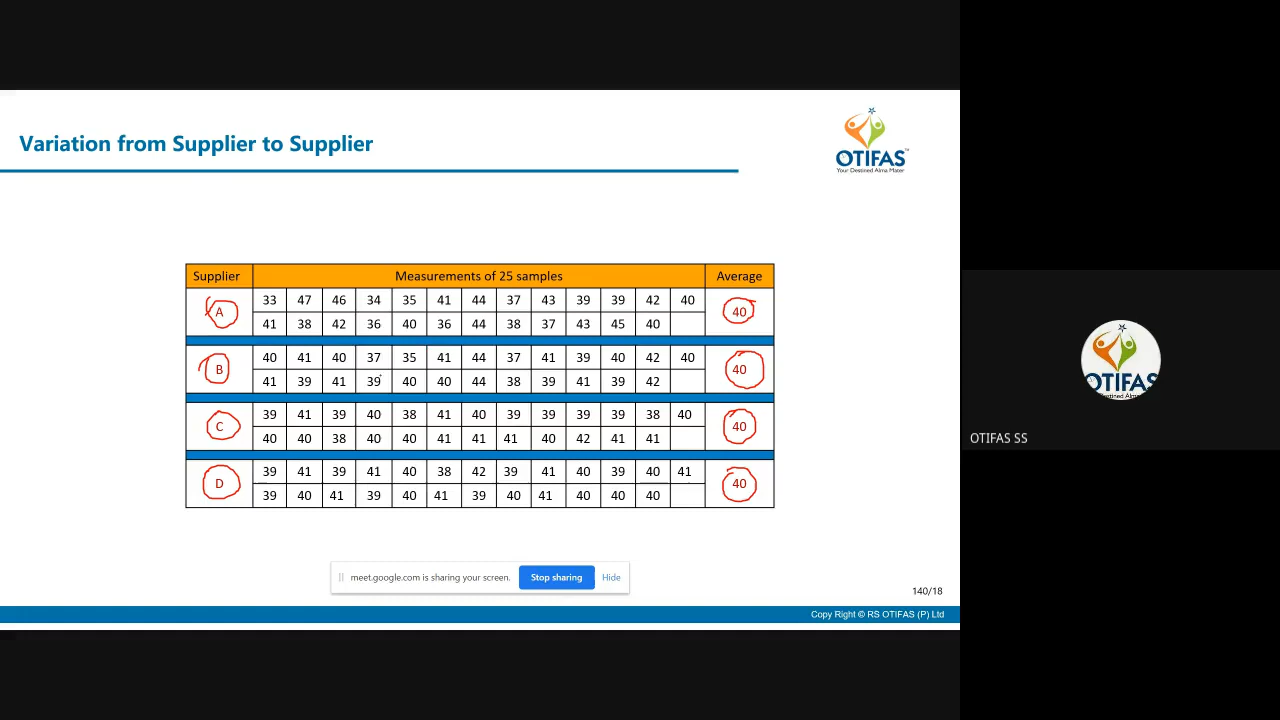 Variation from Supplier to Supplier
OTIFAS
Your Destined Alma Mater
Supplier Measurements of 25 samples Average
A 33 47 46 34 35 41 44 37 43 39 39 42 40 40
41 38 42 36 40 36 44 38 37 43 45 40
B 40 41 40 37 35 41 44 37 41 39 40 42 40 40
41 39 41 39 40 40 44 38 39 41 39 42
C 39 41 39 40 38 41 40 39 39 39 39 38 40 40
40 40 38 40 40 41 41 41 40 42 41 41
D 39 41 39 41 40 38 42 39 41 40 39 40 41 40
39 40 41 39 40 41 39 40 41 40 40 40
meet.google.com is sharing your screen. Stop sharing Hide
140/18
Copy Right © RS OTIFAS (P) Ltd
OTIFAS
OTIFAS SS